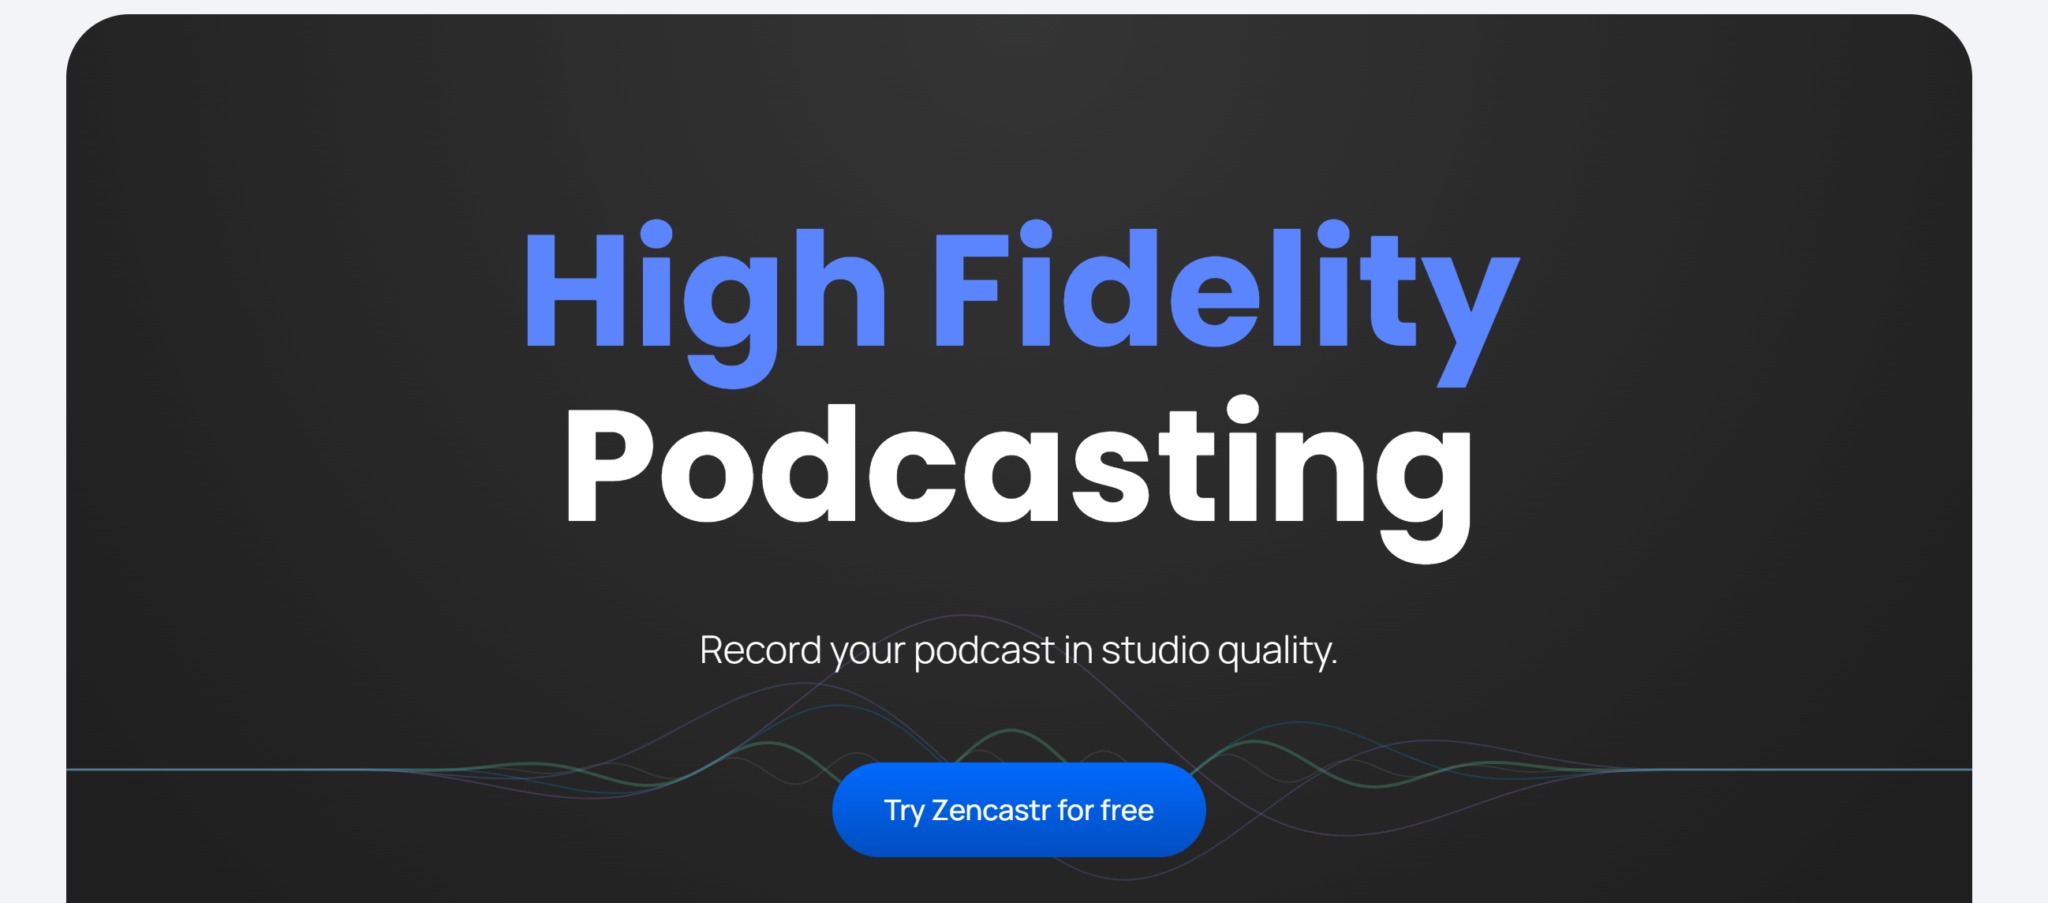 High Fidelity
Podcasting
Record your podcast in studio quality.
Try Zencastr for free